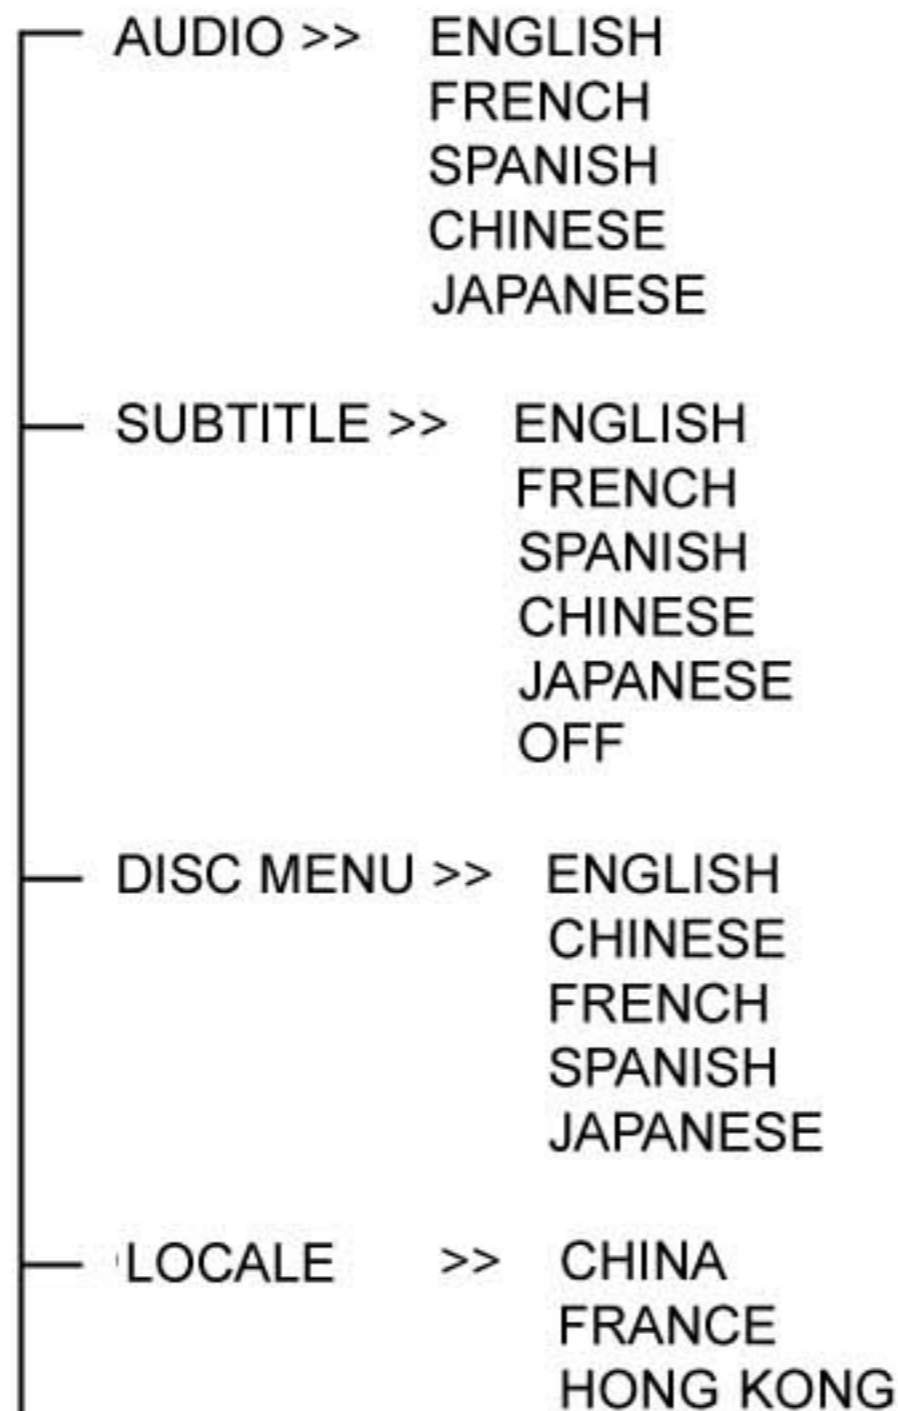 AUDIO >> ENGLISH
FRENCH
SPANISH
CHINESE
JAPANESE
SUBTITLE >> ENGLISH
FRENCH
SPANISH
CHINESE
JAPANESE
OFF
DISC MENU >> ENGLISH
CHINESE
FRENCH
SPANISH
JAPANESE
LOCALE >> CHINA
FRANCE
HONG KONG